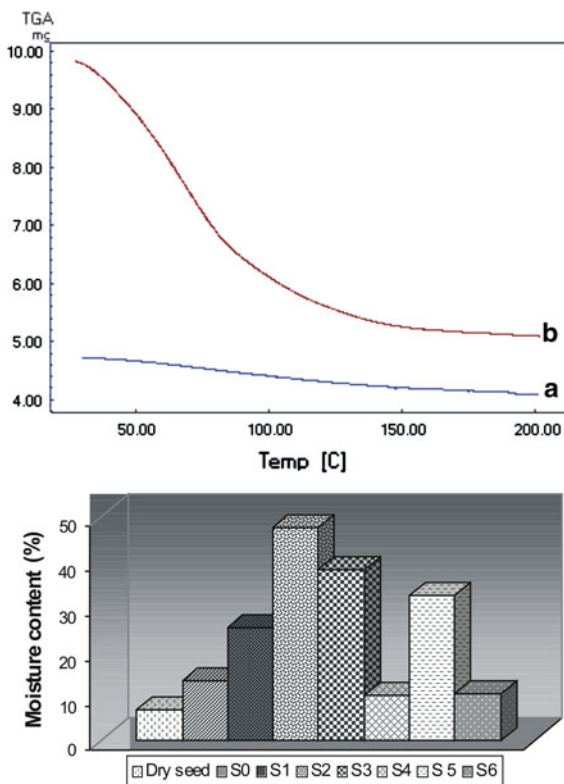 TGA
mg
10.00
9.00
8.00
7.00
6.00
5.00
4.00
b
a
50.00 100.00 150.00 200.00
Temp [C]
Moisture content (%)
50
40
30
20
10
0
Dry seed S0 S1 S2 S3 S4 S 5 S6